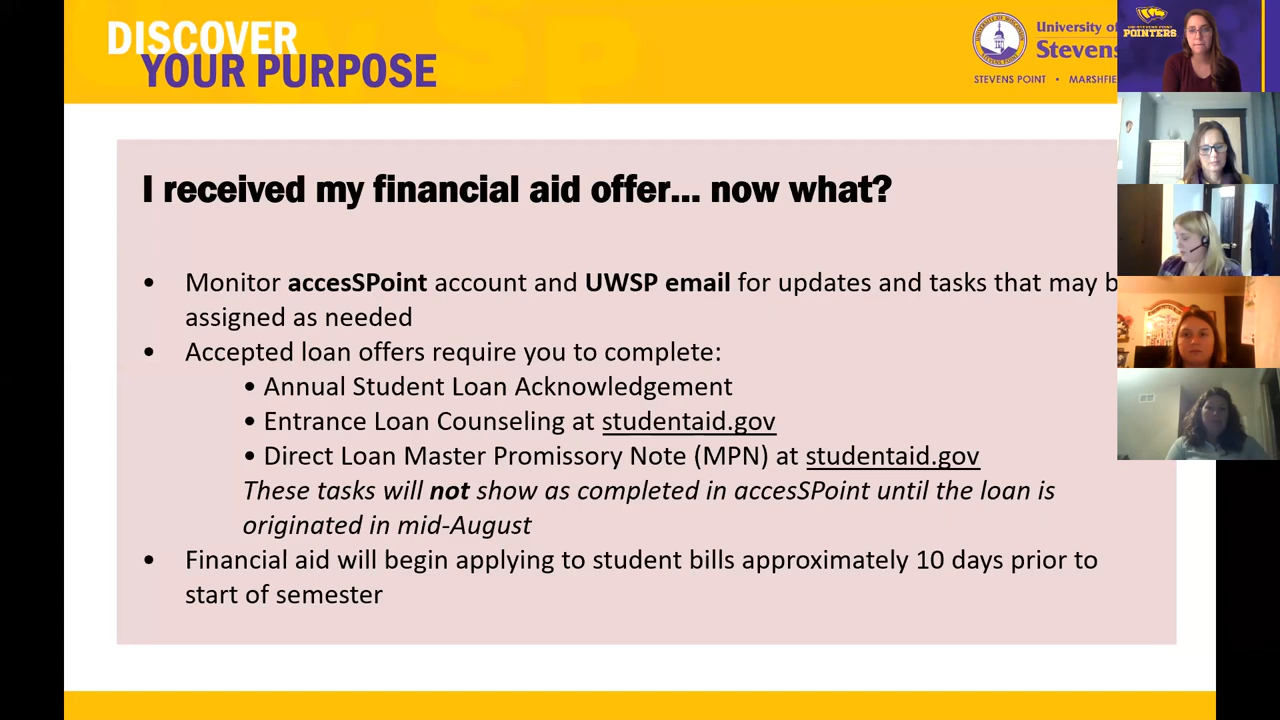 DISCOVER
YOUR PURPOSE
University of
Stevens
STEVENS POINT • MARSHFIE
POINTERS
I received my financial aid offer... now what?
• Monitor accesSPoint account and UWSP email for updates and tasks that may b
assigned as needed
• Accepted loan offers require you to complete:
• Annual Student Loan Acknowledgement
• Entrance Loan Counseling at studentaid.gov
• Direct Loan Master Promissory Note (MPN) at studentaid.gov
These tasks will not show as completed in accesSPoint until the loan is
originated in mid-August
• Financial aid will begin applying to student bills approximately 10 days prior to
start of semester